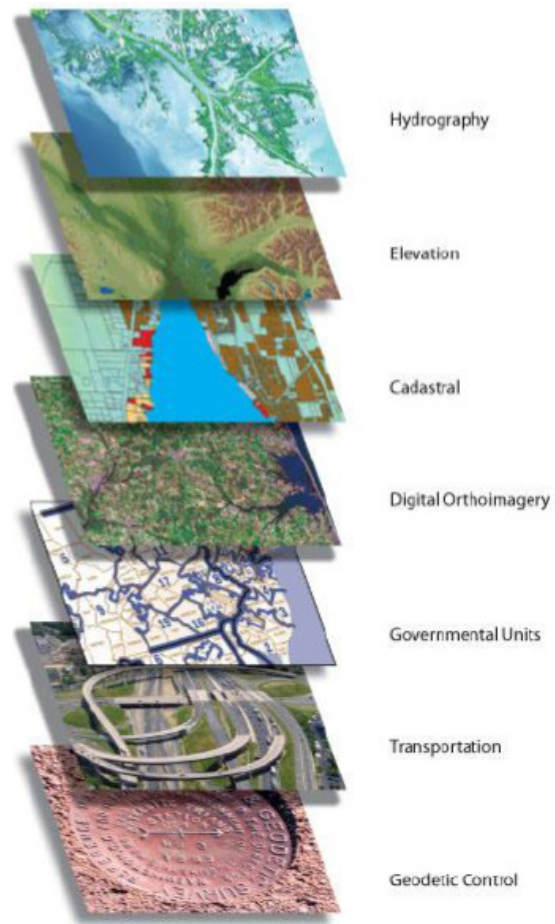 Hydrography
Elevation
Cadastral
Digital Orthoimagery
Governmental Units
Transportation
Geodetic Control